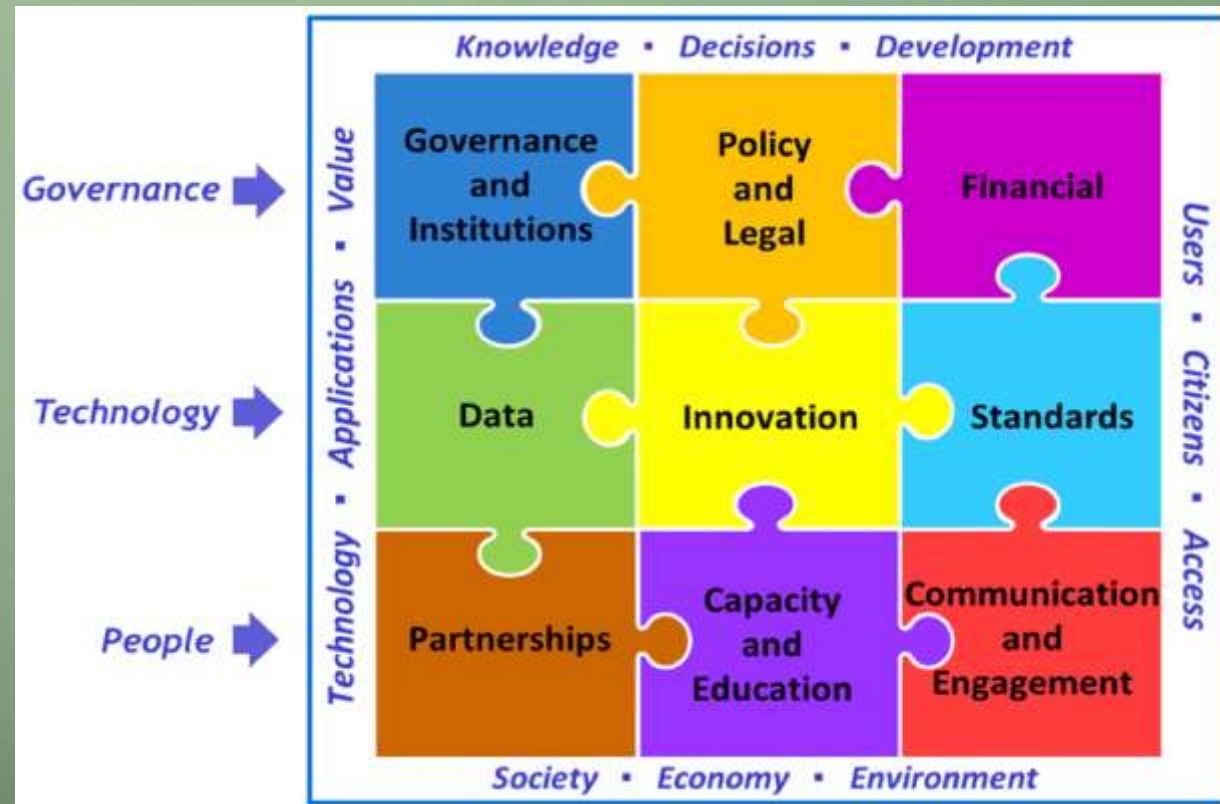 Knowledge ▪ Decisions ▪ Development
Governance
Technology
People
Technology ▪ Applications ▪ Value
Governance
and
Institutions
Policy
and
Legal
Financial
Data
Innovation
Standards
Partnerships
Capacity
and
Education
Communication
and
Engagement
Users ▪ Citizens ▪ Access
Society ▪ Economy ▪ Environment